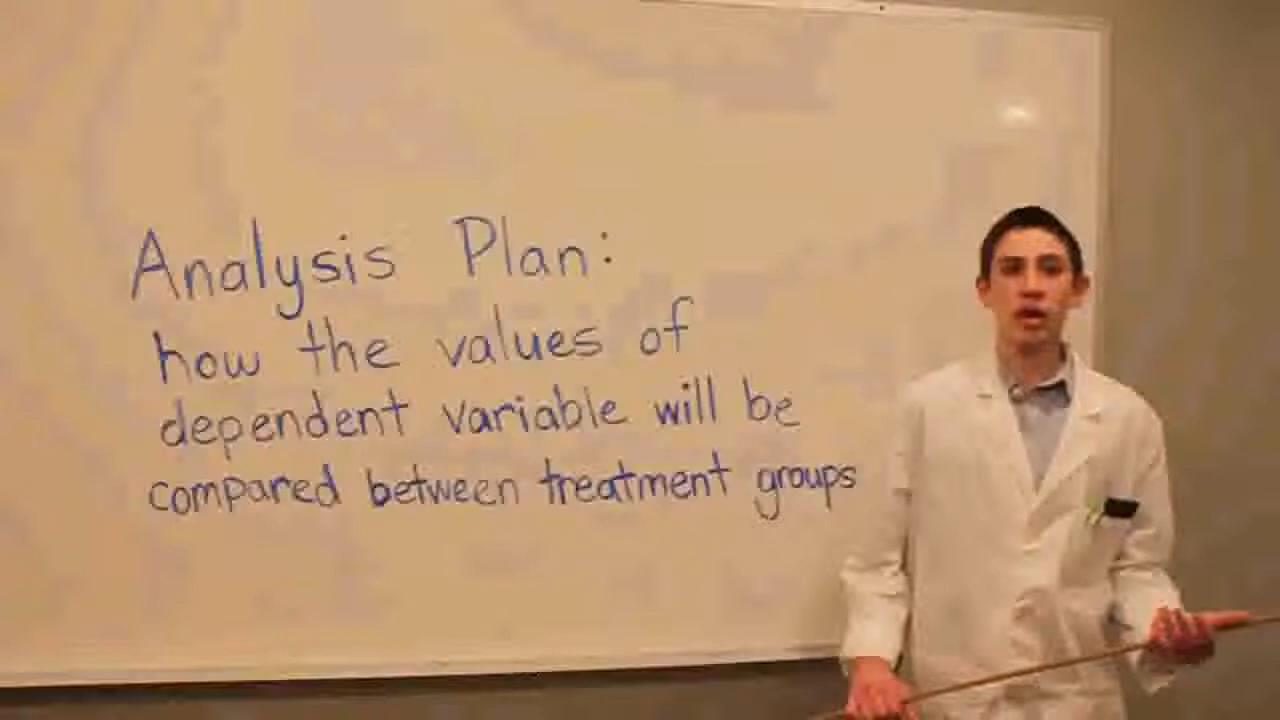 Analysis Plan:
how the values of
dependent variable will be
compared between treatment groups